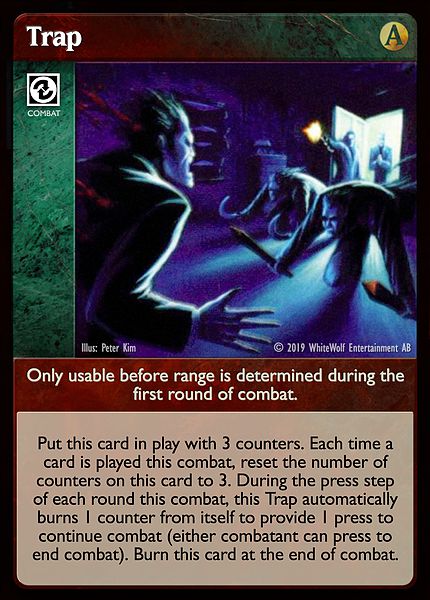 Trap
A
COMBAT
Illus: Peter Kim
© 2019 WhiteWolf Entertainment AB
Only usable before range is determined during the
first round of combat.
Put this card in play with 3 counters. Each time a
card is played this combat, reset the number of
counters on this card to 3. During the press step
of each round this combat, this Trap automatically
burns 1 counter from itself to provide 1 press to
continue combat (either combatant can press to
end combat). Burn this card at the end of combat.